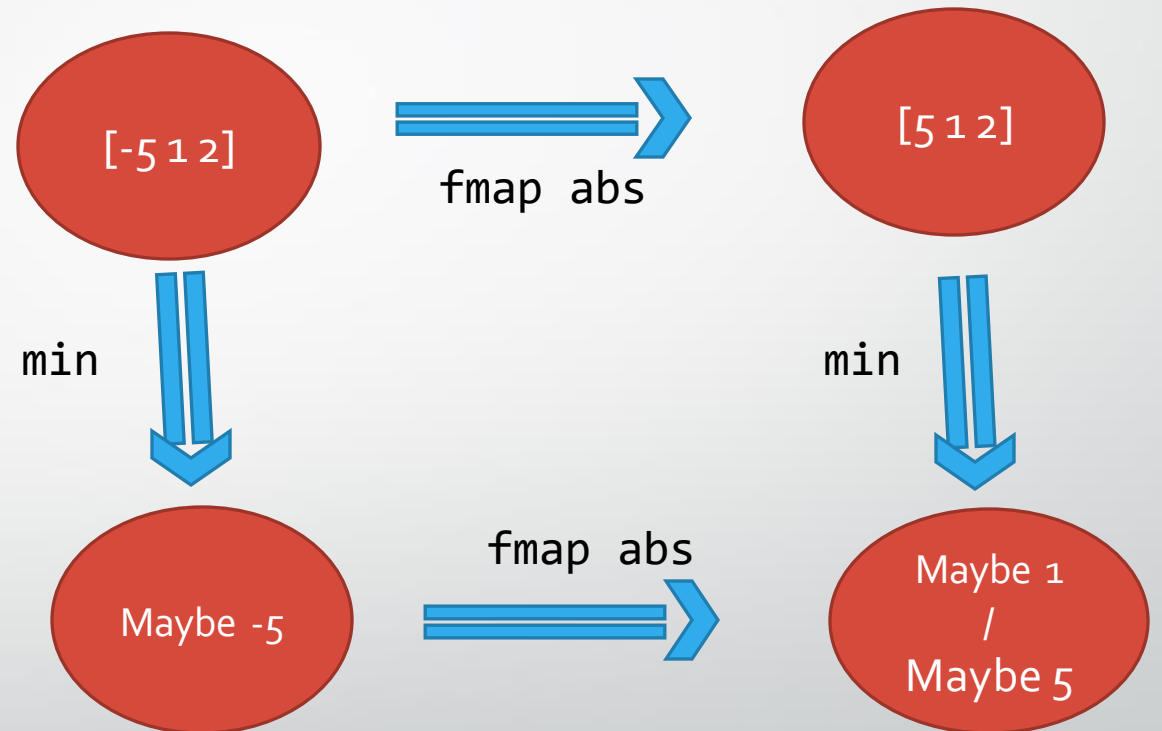 [-5 1 2]
[5 1 2]
fmap abs
min
min
fmap abs
Maybe -5
Maybe 1
/
Maybe 5